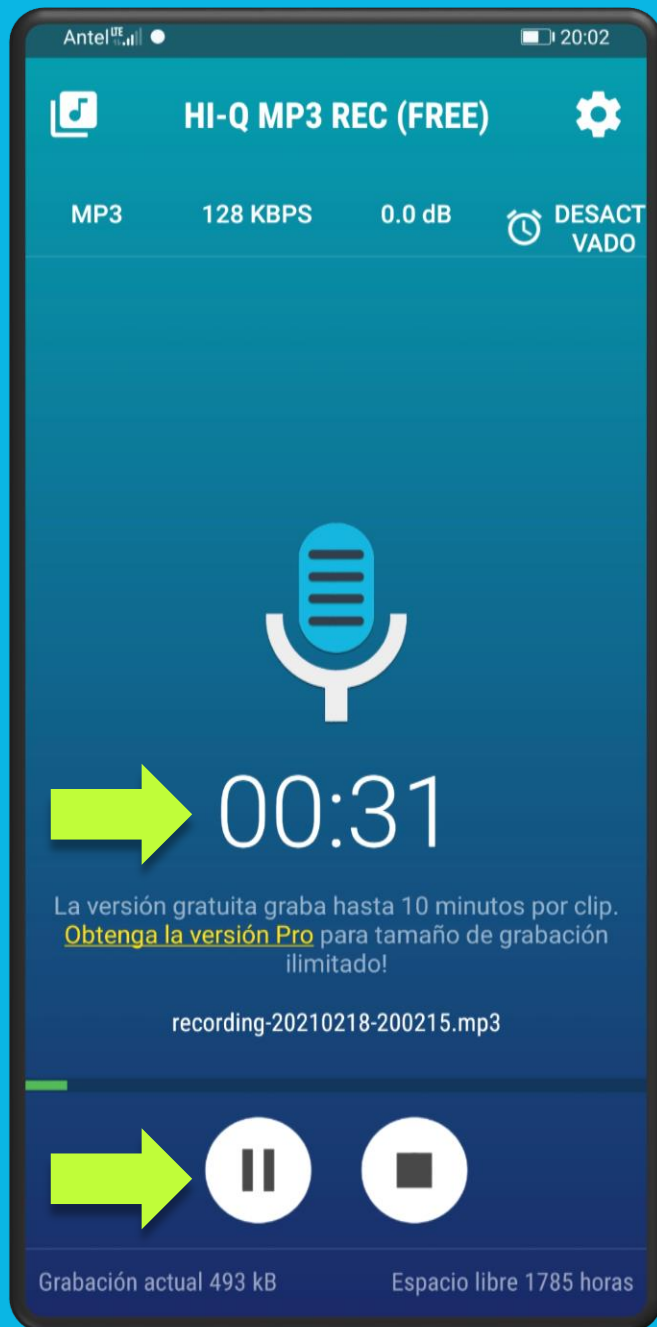 Antel LTE 20:02
HI-Q MP3 REC (FREE)
MP3 128 KBPS 0.0 dB DESACT
VADO
00:31
La versión gratuita graba hasta 10 minutos por clip.
Obtenga la versión Pro para tamaño de grabación
ilimitado!
recording-20210218-200215.mp3
Grabación actual 493 kB Espacio libre 1785 horas